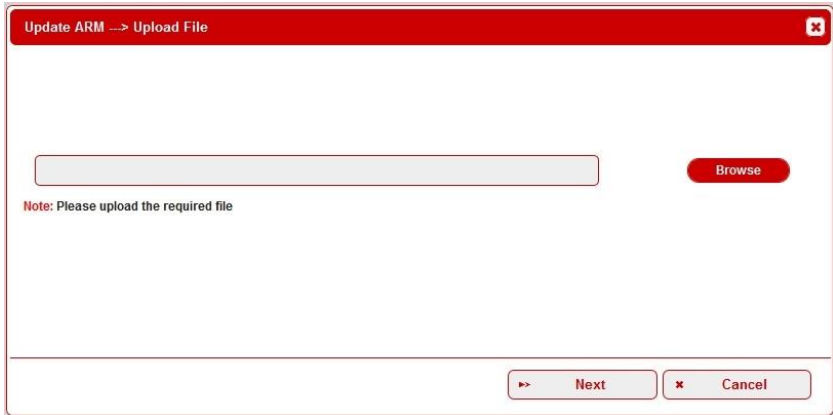 Update ARM ---> Upload File
Browse
Note: Please upload the required file
Next
Cancel